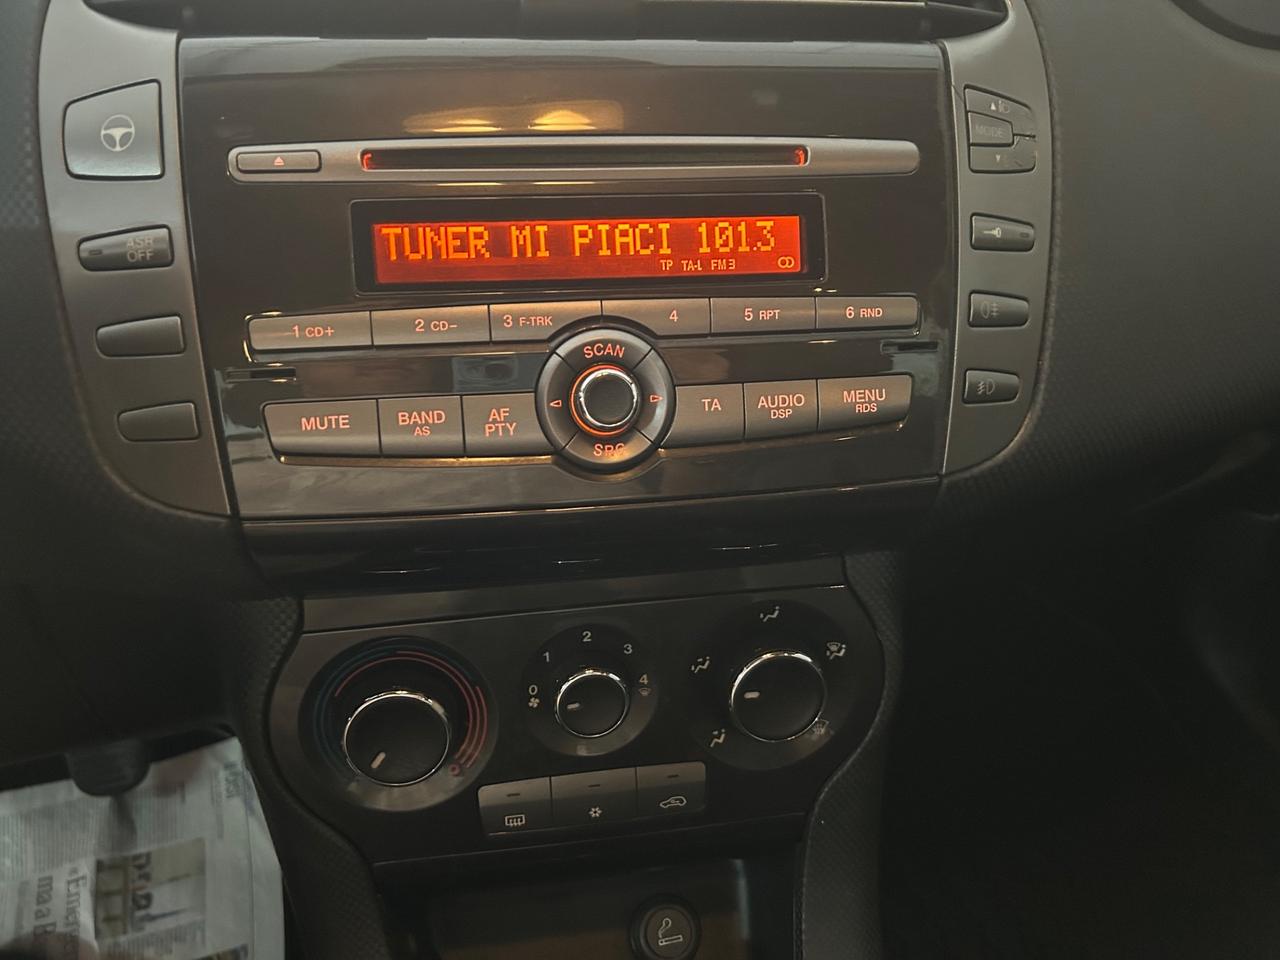 TUNER MI PIACI 101.3
TP TA-L FM 3
ASR OFF
MODE
1 CD+
2 CD-
3 F-TRK
4
5 RPT
6 RND
SCAN
MUTE
BAND AS
AF PTY
TA
AUDIO DSP
MENU RDS
SRC
0 1 2 3 4
ma a